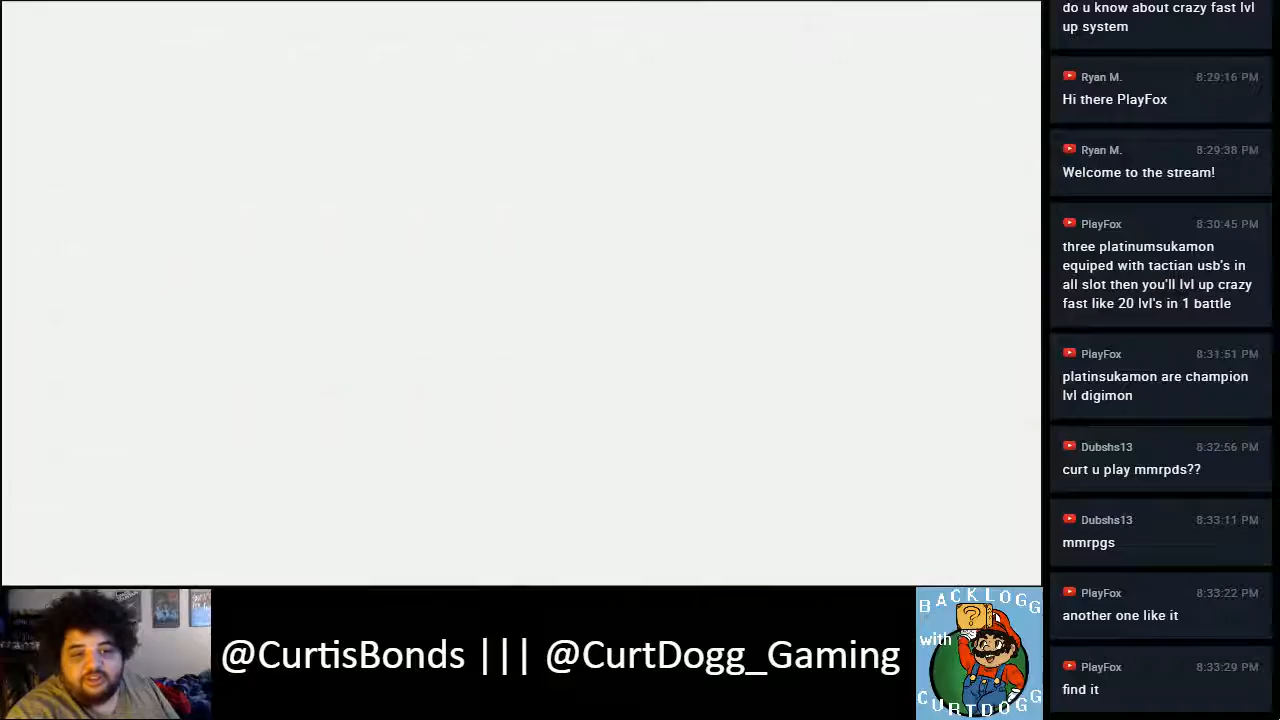 do u know about crazy fast lvl
up system
Ryan M. 8:29:16 PM
Hi there PlayFox
Ryan M. 8:29:38 PM
Welcome to the stream!
PlayFox 8:30:45 PM
three platinumsukamon
equiped with tactian usb's in
all slot then you'll lvl up crazy
fast like 20 lvl's in 1 battle
PlayFox 8:31:51 PM
platinsukamon are champion
lvl digimon
Dubshs13 8:32:56 PM
curt u play mmrpds??
Dubshs13 8:33:11 PM
mmrpgs
PlayFox 8:33:22 PM
another one like it
PlayFox 8:33:29 PM
find it
@CurtisBonds ||| @CurtDogg_Gaming
BACKLOGG
?
with
CURTDOGG